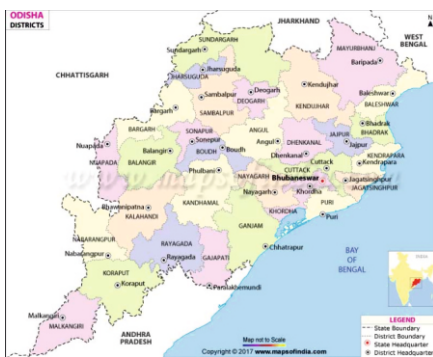 ODISHA
DISTRICTS
JHARKHAND
N
WEST
BENGAL
SUNDARGARH
Sundargarh
MAYURBHANJ
Baripada
CHHATTISGARH
Jharsuguda
JHARSUGUDA
Kendujhar
KENDUJHAR
Deogarh
DEOGARH
Sambalpur
SAMBALPUR
Baleshwar
BALESHWAR
Bargarh
BARGARH
Bhadrak
BHADRAK
ANGUL
Angul
SONAPUR
Sonepur
DHENKANAL
Dhenkanal
JAJPUR
Jajpur
Nuapada
NUAPADA
Balangir
BALANGIR
BOUDH
Boudh
KENDRAPARA
Kendrapara
CUTTACK
Cuttack
Phulbani
NAYAGARH
Bhubaneswar
Jagatsinghpur
JAGATSINGHPUR
Nayagarh
Khordha
KHORDHA
PURI
Puri
Bhawanipatna
KALAHANDI
KANDHAMAL
GANJAM
NABARANGPUR
Nabarangpur
RAYAGADA
Rayagada
GAJAPATI
Chhatrapur
BAY
OF
BENGAL
KORAPUT
Koraput
Paralakhemundi
Malkangiri
MALKANGIRI
ANDHRA
PRADESH
LEGEND
State Boundary
District Boundary
State Headquarter
District Headquarter
Map not to Scale
Copyright © 2017 www.mapsofindia.com